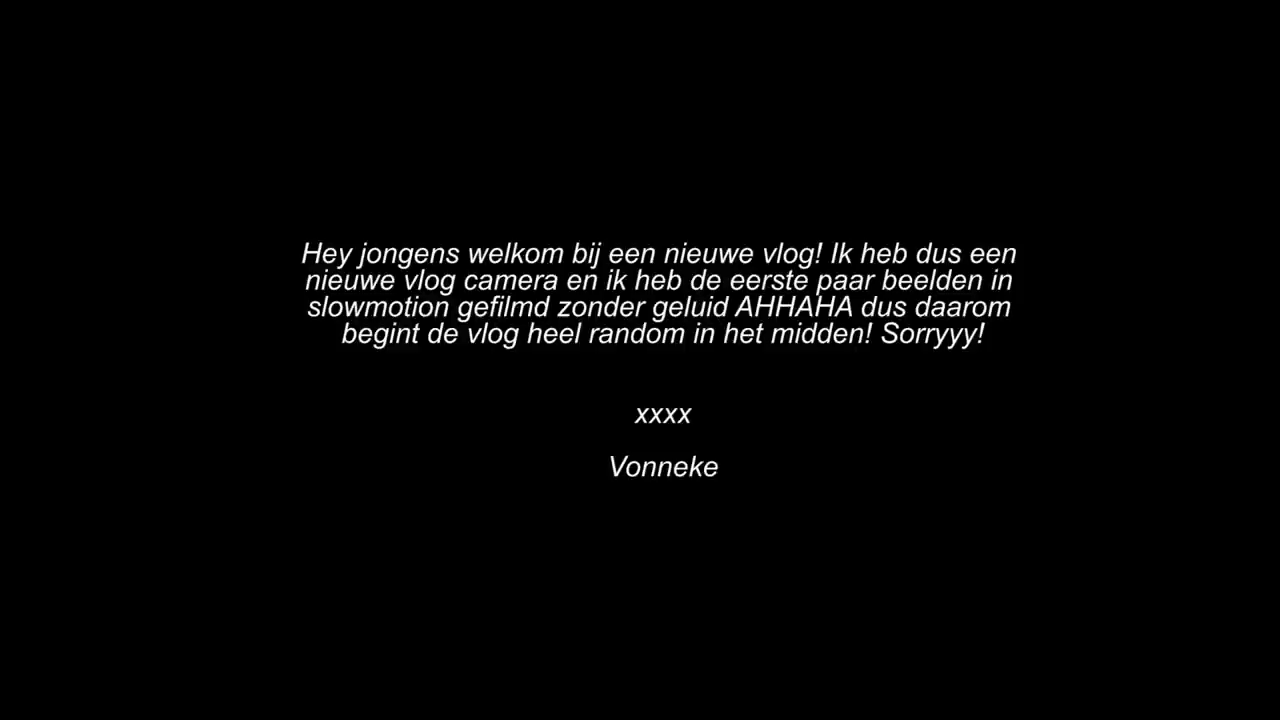 Hey jongens welkom bij een nieuwe vlog! Ik heb dus een
nieuwe vlog camera en ik heb de eerste paar beelden in
slowmotion gefilmd zonder geluid AHHAHA dus daarom
begint de vlog heel random in het midden! Sorryyy!
xxxx
Vonneke